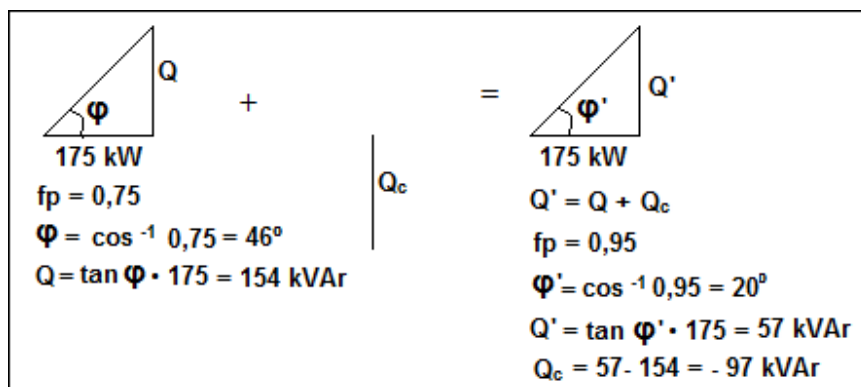 Q
φ
175 kW
fp = 0,75
φ = cos ⁻¹ 0,75 = 46º
Q = tan φ • 175 = 154 kVAr
+
Qc
=
Q'
φ'
175 kW
Q' = Q + Qc
fp = 0,95
φ'= cos ⁻¹ 0,95 = 20º
Q' = tan φ' • 175 = 57 kVAr
Qc = 57- 154 = - 97 kVAr